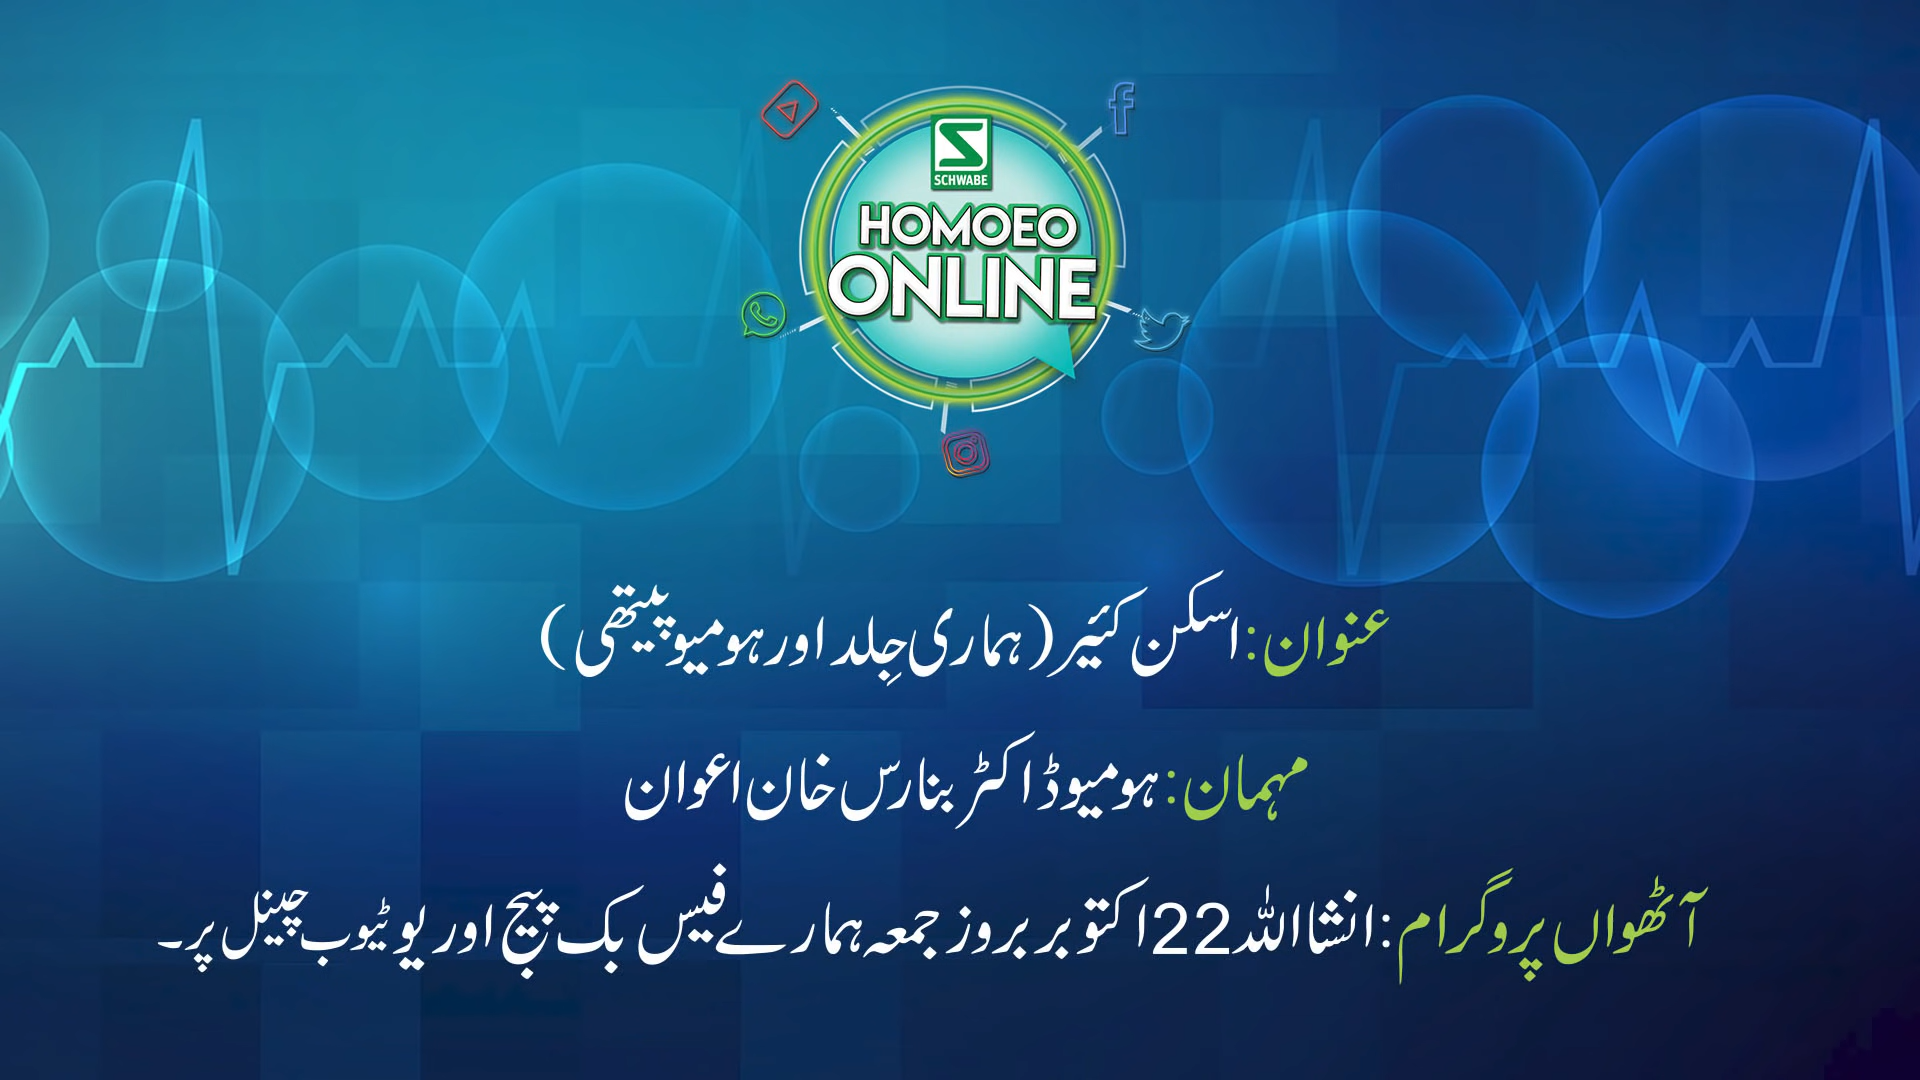 SCHWABE
HOMOEO
ONLINE
عنوان: اسکن کئیر (ہماری جِلد اور ہومیوپیتھی)
مہمان: ہومیوڈاکٹر بنارس خان اعوان
آٹھواں پروگرام: انشااللہ 22 اکتوبر بروز جمعہ ہمارے فیس بک پیج اور یوٹیوب چینل پر۔